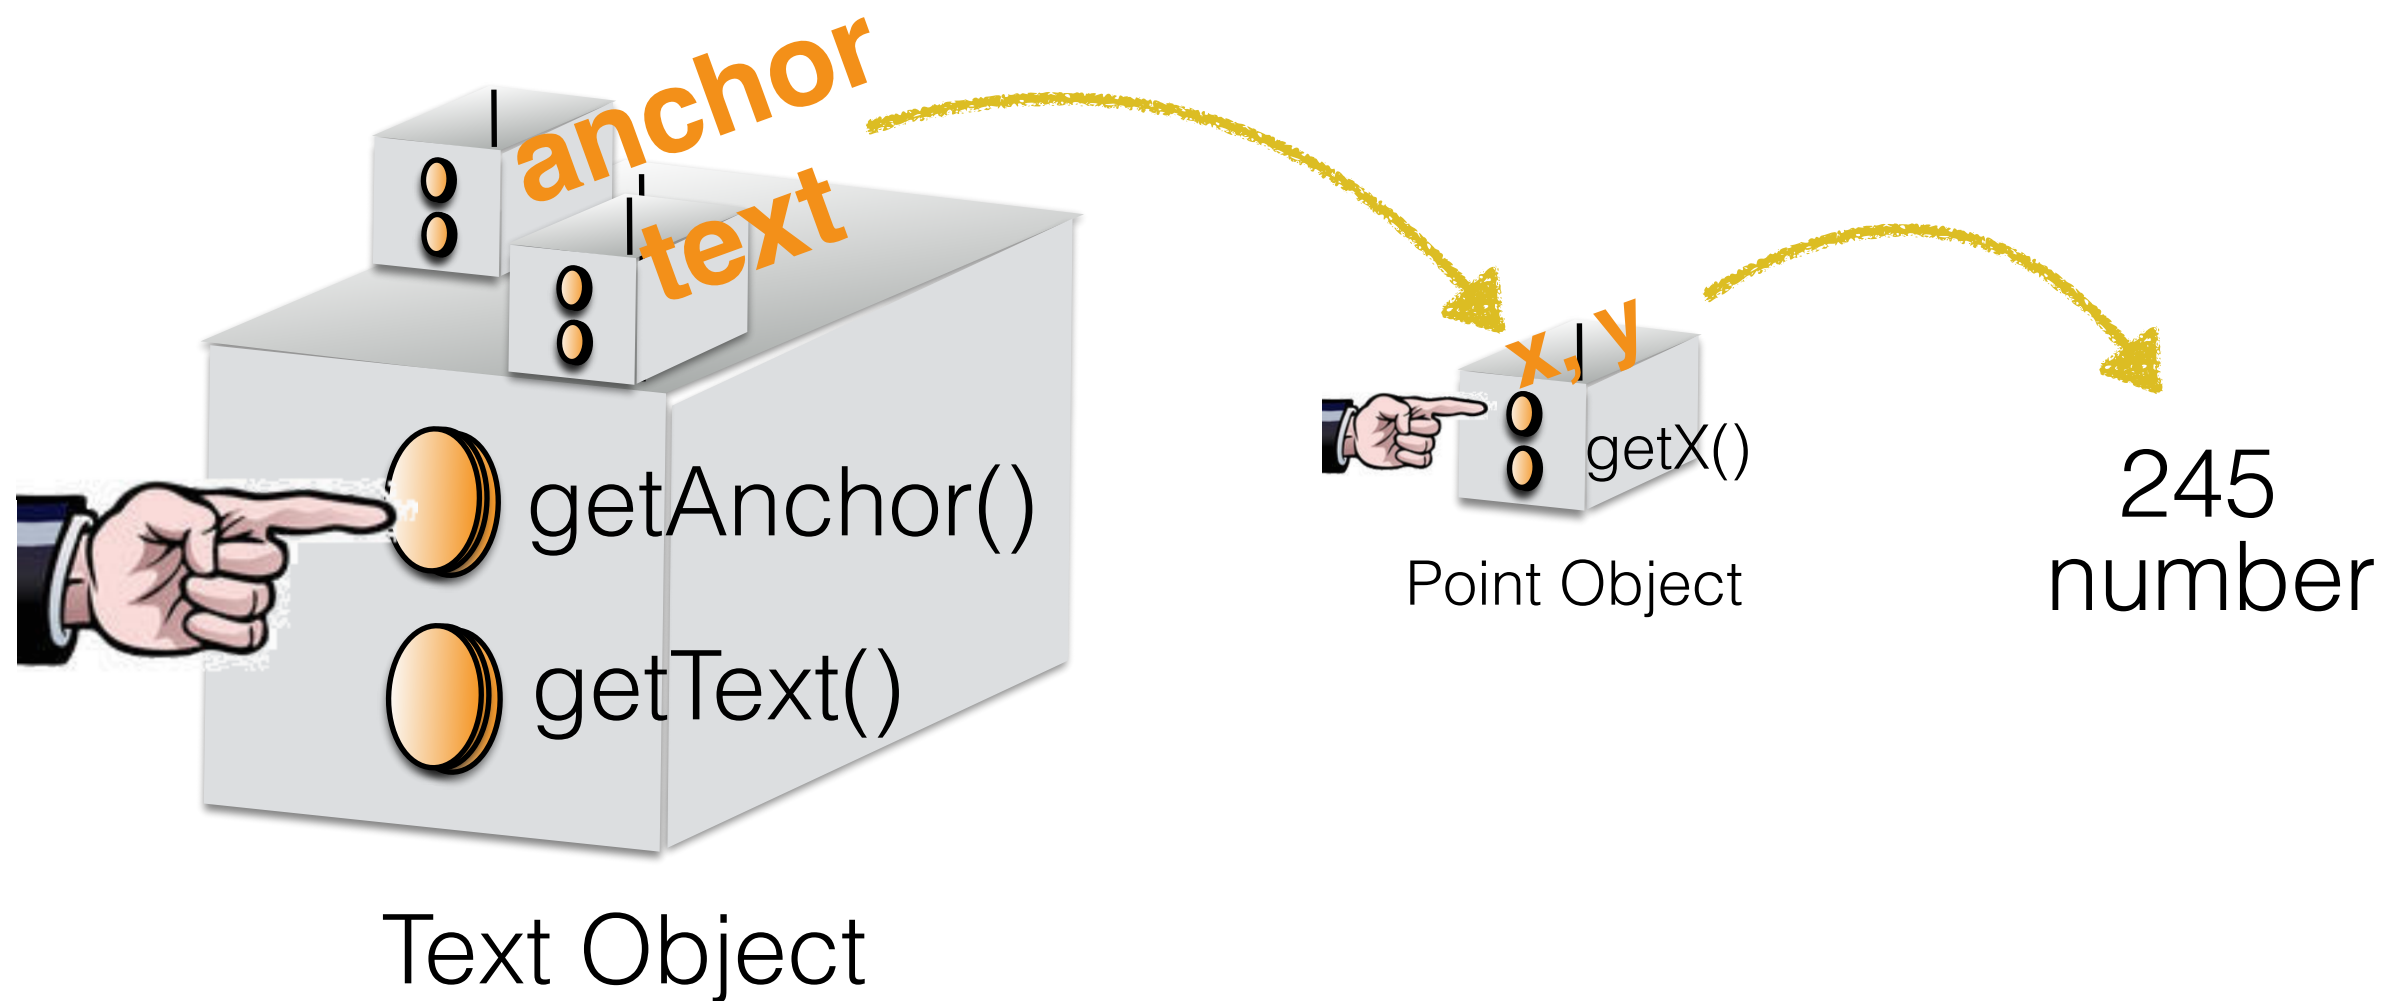 anchor
text
getAnchor()
getText()
Text Object
x, y
getX()
Point Object
245
number